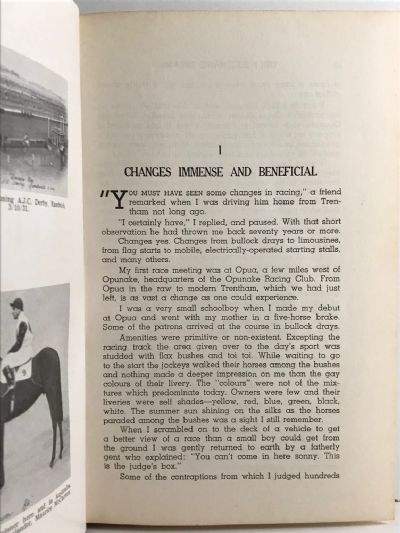 ning A.J.C. Derby, Randwick,
3.10.31.
I
CHANGES IMMENSE AND BENEFICIAL
"YOU MUST HAVE SEEN some changes in racing," a friend
remarked when I was driving him home from Tren-
tham not long ago.
"I certainly have," I replied, and paused. With that short
observation he had thrown me back seventy years or more.
Changes yes. Changes from bullock drays to limousines,
from flag starts to mobile, electrically-operated starting stalls,
and many others.
My first race meeting was at Opua, a few miles west of
Opunake, headquarters of the Opunake Racing Club. From
Opua in the raw to modern Trentham, which we had just
left, is as vast a change as one could experience.
I was a very small schoolboy when I made my debut
at Opua and went with my mother in a five-horse brake.
Some of the patrons arrived at the course in bullock drays.
Amenities were primitive or non-existent. Excepting the
racing track the area given over to the day's sport was
studded with flax bushes and toi toi. While waiting to go
to the start the jockeys walked their horses among the bushes
and nothing made a deeper impression on me than the gay
colours of their livery. The "colours" were not of the mix-
tures which predominate today. Owners were few and their
liveries were self shades—yellow, red, blue, green, black,
white. The summer sun shining on the silks as the horses
paraded among the bushes was a sight I still remember.
When I scrambled on to the deck of a vehicle to get
a better view of a race than a small boy could get from
the ground I was gently returned to earth by a fatherly
gent who explained: "You can't come in here sonny. This
is the judge's box."
Some of the contraptions from which I judged hundreds